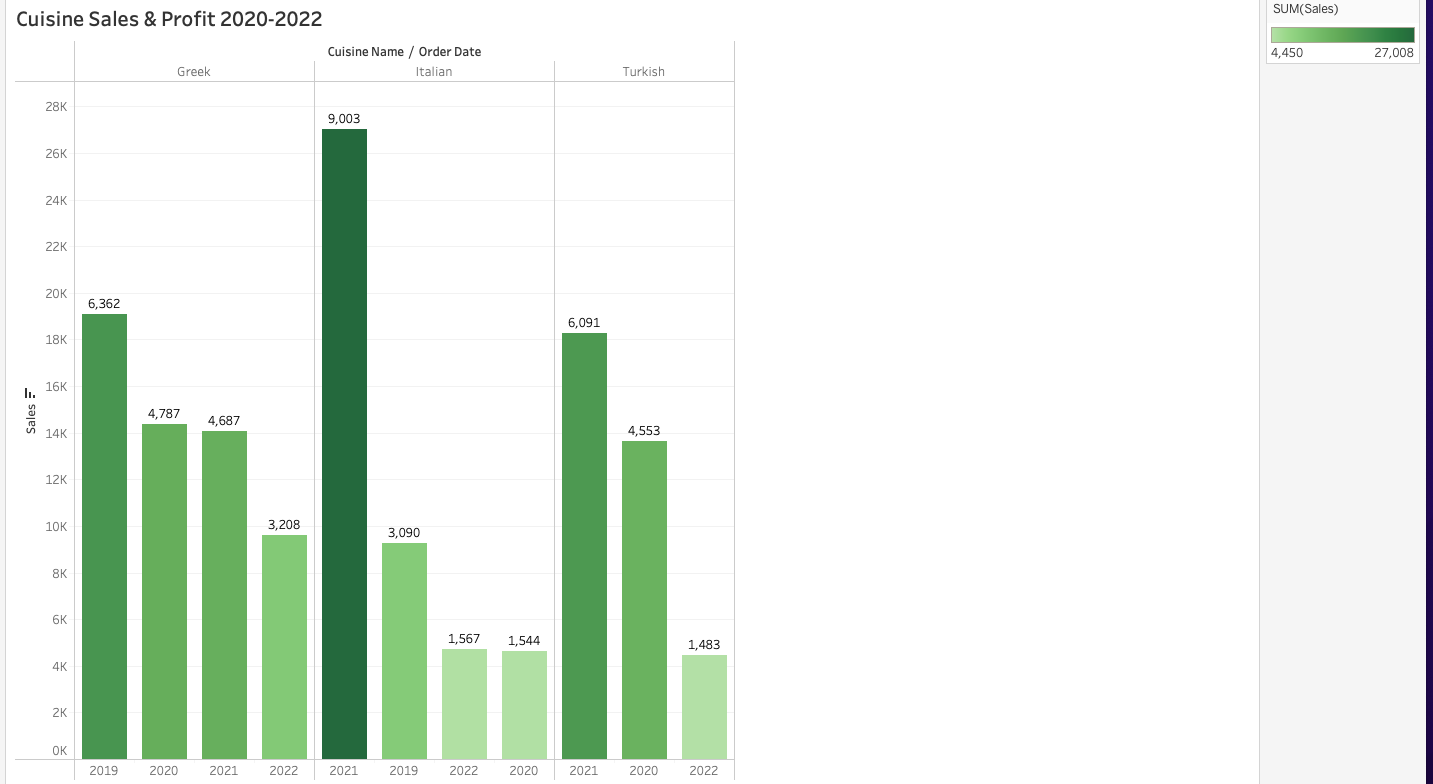 Cuisine Sales & Profit 2020-2022
SUM(Sales)
4,450 27,008
Cuisine Name / Order Date
Greek Italian Turkish
28K
26K
24K
22K
20K
18K
16K
14K
12K
10K
8K
6K
4K
2K
0K
Sales
6,362
4,787
4,687
3,208
9,003
3,090
1,567
1,544
6,091
4,553
1,483
2019 2020 2021 2022 2021 2019 2022 2020 2021 2020 2022